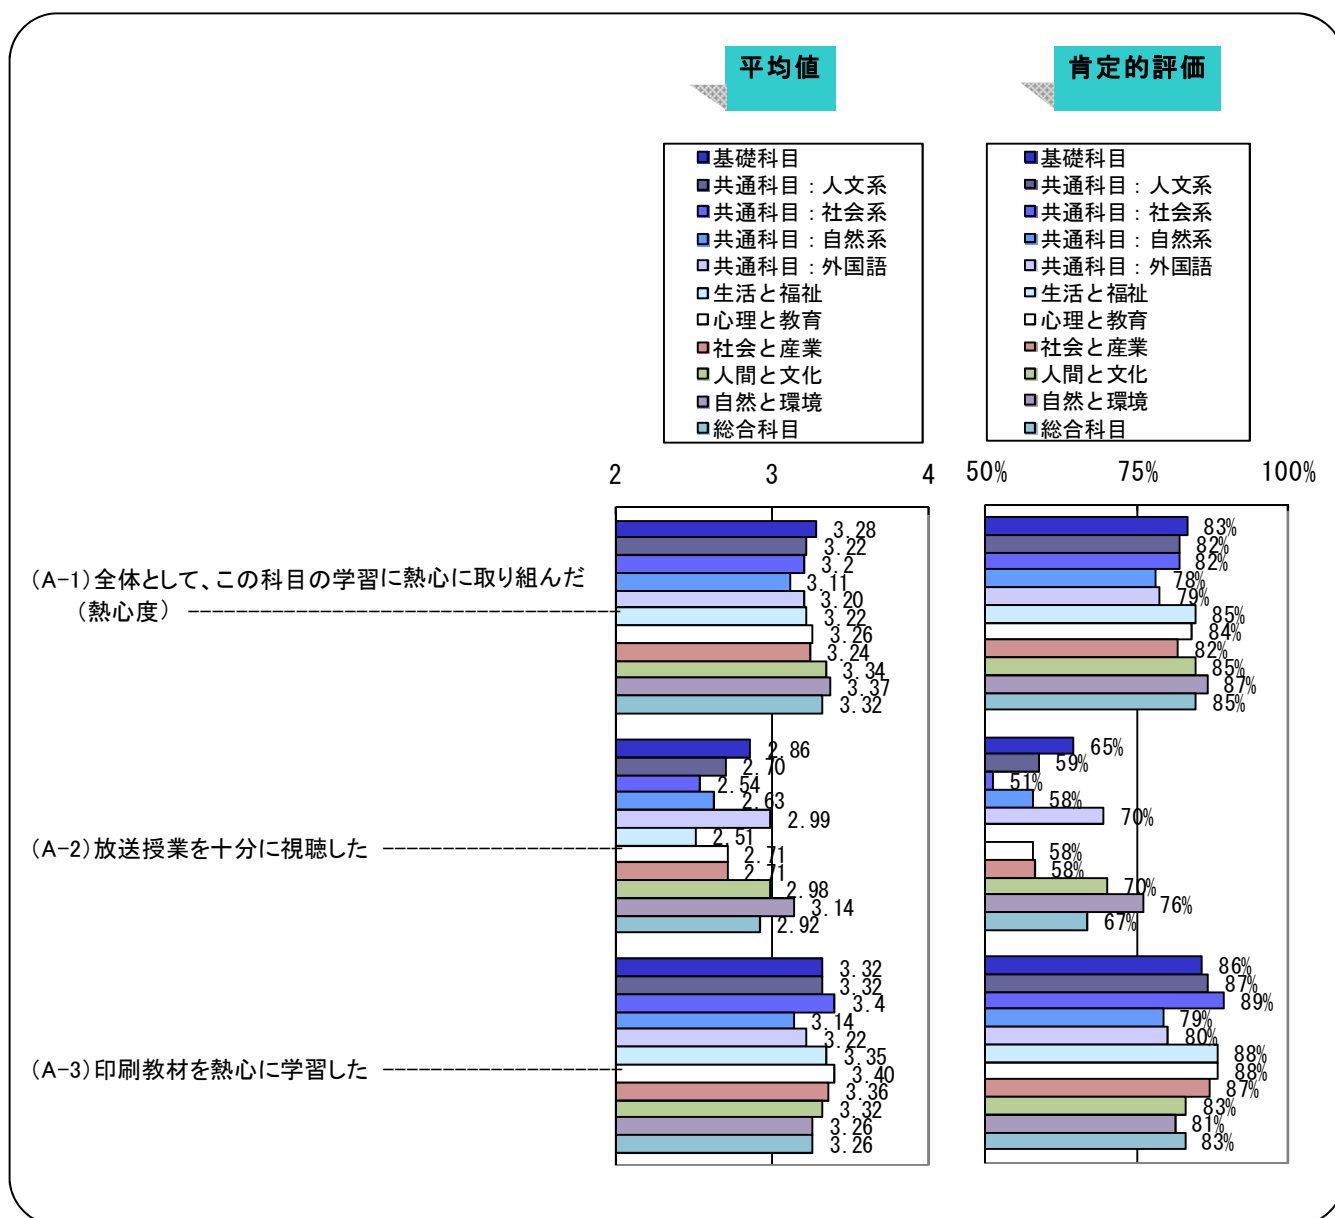 平均値
肯定的評価
基礎科目
共通科目：人文系
共通科目：社会系
共通科目：自然系
共通科目：外国語
生活と福祉
心理と教育
社会と産業
人間と文化
自然と環境
総合科目
基礎科目
共通科目：人文系
共通科目：社会系
共通科目：自然系
共通科目：外国語
生活と福祉
心理と教育
社会と産業
人間と文化
自然と環境
総合科目
2 3 4
50% 75% 100%
(A-1)全体として、この科目の学習に熱心に取り組んだ
(熱心度)
3.28
3.22
3.2
3.11
3.20
3.22
3.26
3.24
3.34
3.37
3.32
83%
82%
82%
78%
79%
85%
84%
82%
85%
87%
85%
(A-2)放送授業を十分に視聴した
2.86
2.70
2.54
2.63
2.99
2.51
2.71
2.71
2.98
3.14
2.92
65%
59%
51%
58%
70%
58%
58%
70%
76%
67%
(A-3)印刷教材を熱心に学習した
3.32
3.32
3.4
3.14
3.22
3.35
3.40
3.36
3.32
3.26
3.26
86%
87%
89%
79%
80%
88%
88%
87%
83%
81%
83%